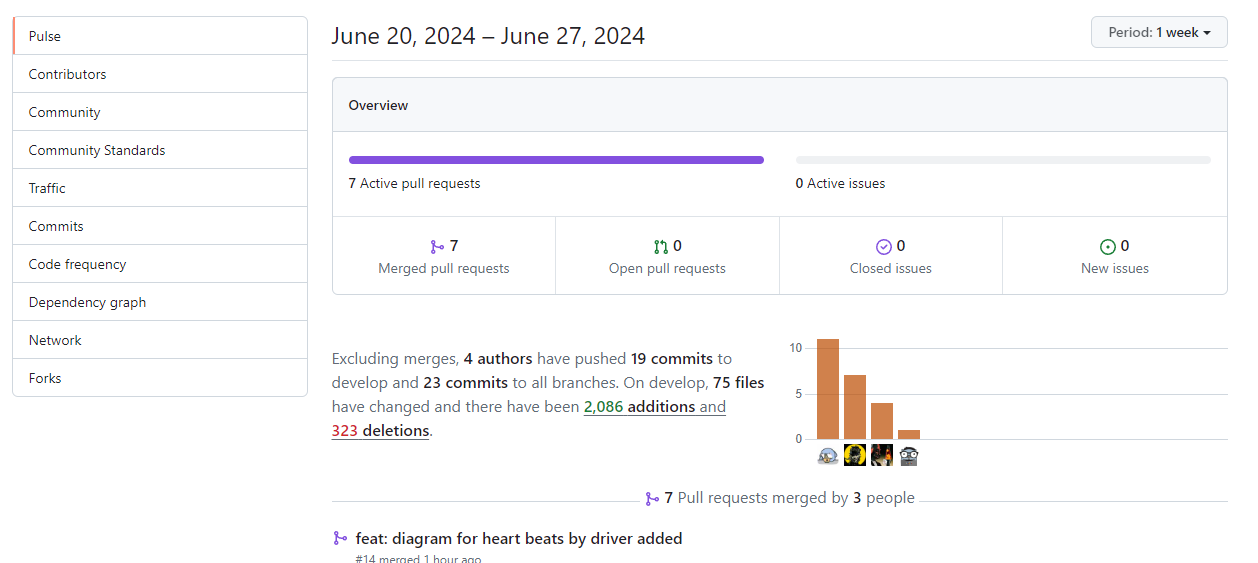 Pulse
Contributors
Community
Community Standards
Traffic
Commits
Code frequency
Dependency graph
Network
Forks
June 20, 2024 – June 27, 2024
Period: 1 week
Overview
7 Active pull requests
0 Active issues
7
Merged pull requests
0
Open pull requests
0
Closed issues
0
New issues
Excluding merges, 4 authors have pushed 19 commits to
develop and 23 commits to all branches. On develop, 75 files
have changed and there have been 2,086 additions and
323 deletions.
10
5
0
7 Pull requests merged by 3 people
feat: diagram for heart beats by driver added
#14 merged 1 hour ago